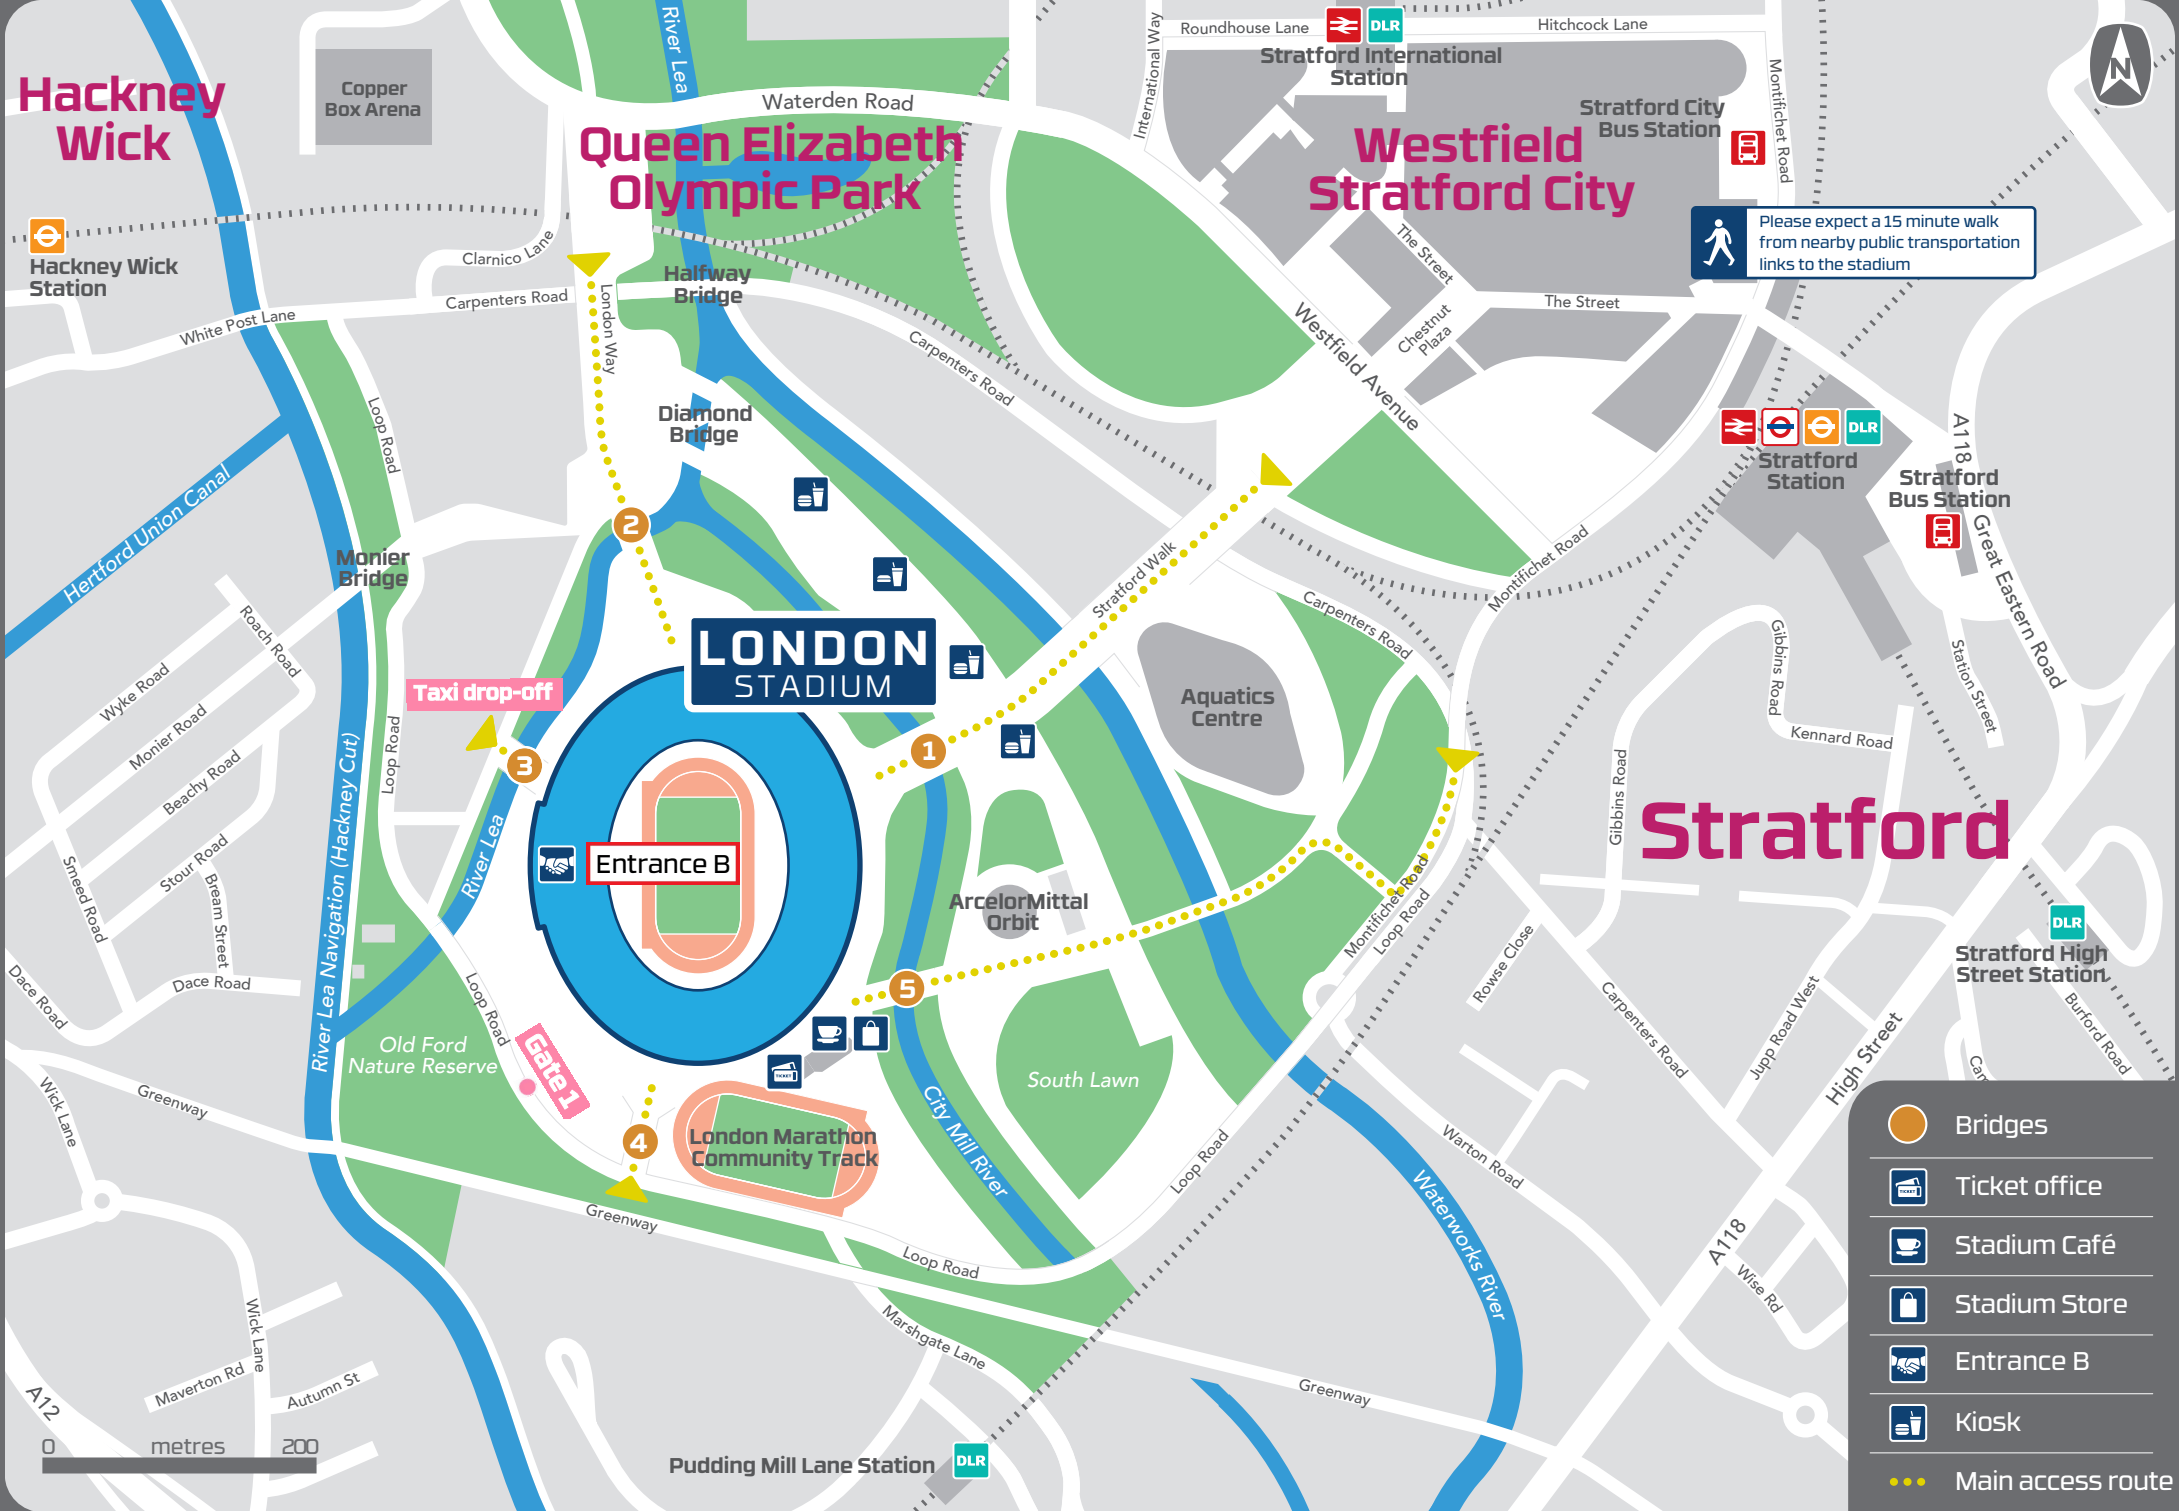 Hackney
Wick
Copper
Box Arena
River Lea
Waterden Road
Queen Elizabeth
Olympic Park
International Way
Roundhouse Lane
DLR
Hitchcock Lane
Stratford International
Station
Westfield
Stratford City
Stratford City
Bus Station
Montifichet Road
N
Please expect a 15 minute walk
from nearby public transportation
links to the stadium
Hackney Wick
Station
Clarnico Lane
Carpenters Road
White Post Lane
London Way
Halfway
Bridge
Carpenters Road
The Street
The Street
Chestnut
Plaza
Westfield Avenue
Loop Road
Diamond
Bridge
DLR
Stratford
Station
A118
Stratford
Bus Station
Great Eastern Road
Hertford Union Canal
Monier
Bridge
2
Stratford Walk
Montifichet Road
Carpenters Road
Roach Road
Wyke Road
Monier Road
Beachy Road
Stour Road
Smeed Road
Bream Street
Dace Road
Dace Road
Loop Road
River Lea Navigation (Hackney Cut)
Taxi drop-off
3
LONDON
STADIUM
1
Aquatics
Centre
Gibbins Road
Gibbins Road
Kennard Road
Station Street
Stratford
River Lea
Entrance B
ArcelorMittal
Orbit
Montifichet Road
Loop Road
Rowse Close
Carpenters Road
Jupp Road West
High Street
DLR
Stratford High
Street Station
Burford Road
Cam
5
Loop Road
Old Ford
Nature Reserve
Gate 1
TICKET
South Lawn
City Mill River
4
London Marathon
Community Track
Wick Lane
Greenway
Greenway
Loop Road
Loop Road
Marshgate Lane
Warton Road
Waterworks River
A118
Wise Rd
Wick Lane
Maverton Rd
Autumn St
A12
Greenway
0 metres 200
Pudding Mill Lane Station
DLR
Bridges
TICKET
Ticket office
Stadium Café
Stadium Store
Entrance B
Kiosk
Main access route